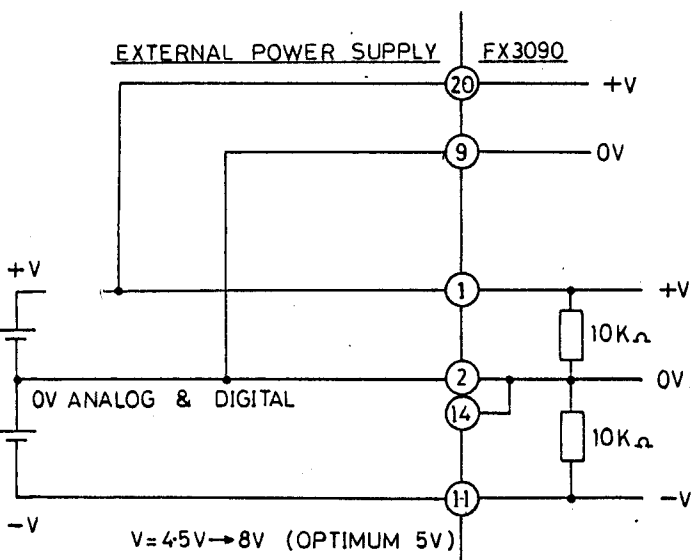 EXTERNAL POWER SUPPLY FX3090
20 +V
9 0V
+V
1 +V
10KΩ
2 0V
0V ANALOG & DIGITAL
14
10KΩ
11 -V
-V
V=4·5V→8V (OPTIMUM 5V)